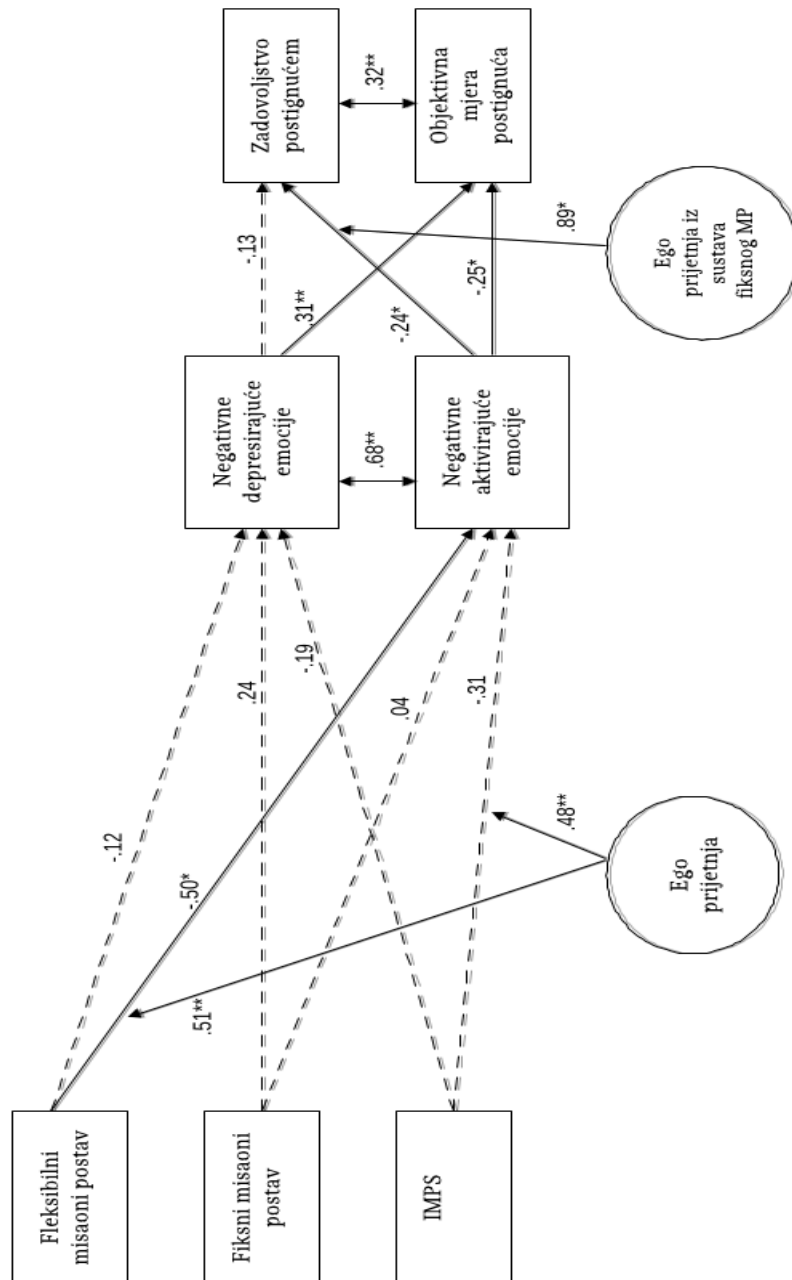 Fleksibilni
misaoni postav
Fiksni misaoni
postav
IMPS
-.12
-.50*
.51**
.24
.04
-.19
-.31
Ego
prijetnja
.48**
Negativne
depresirajuće
emocije
.68**
Negativne
aktivirajuće
emocije
-.13
.31**
-.24*
-.25*
.89*
Ego
prijetnja iz
sustava
fiksnog MP
Zadovoljstvo
postignućem
.32**
Objektivna
mjera
postignuća